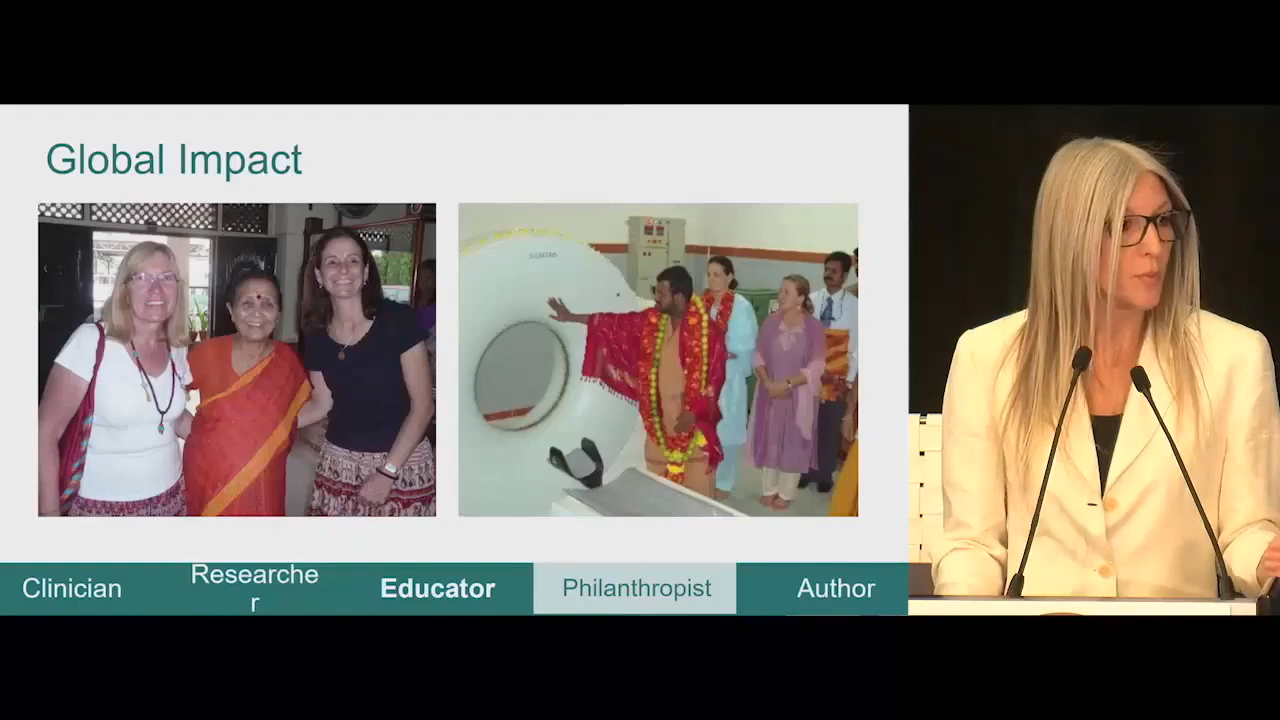 Global Impact
SIEMENS
Clinician
Researche
r
Educator
Philanthropist
Author